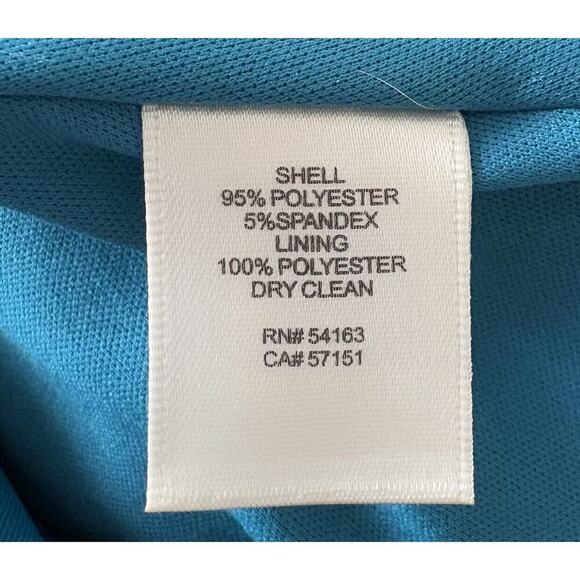 SHELL
95% POLYESTER
5%SPANDEX
LINING
100% POLYESTER
DRY CLEAN
RN# 54163
CA# 57151